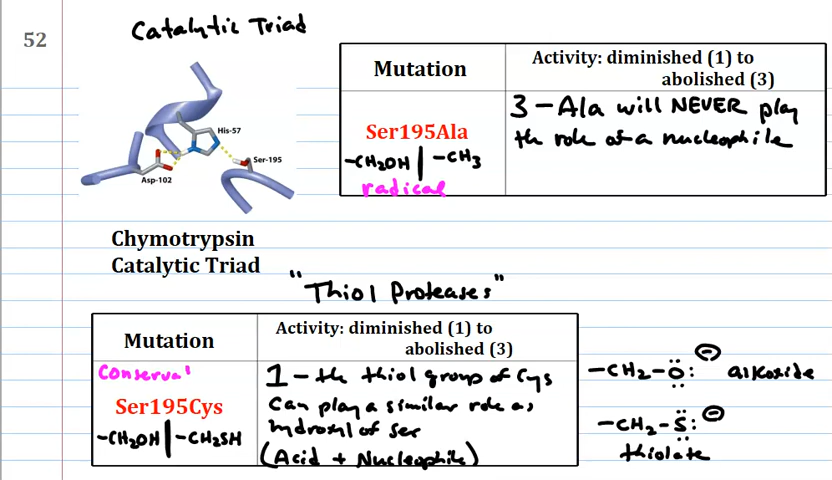 52
Catalytic Triad
His-57
Ser-195
Asp-102
Chymotrypsin
Catalytic Triad
Mutation
Activity: diminished (1) to
abolished (3)
Ser195Ala
-CH2OH | -CH3
radical
3 - Ala will NEVER play
the role of a nucleophile
"Thiol Proteases"
Mutation
Activity: diminished (1) to
abolished (3)
Conserva
Ser195Cys
-CH2OH | -CH2SH
1 - the thiol group of Cys
can play a similar role as
hydroxyl of Ser
(Acid + Nucleophile)
-CH2-O: ⊖ alkoxide
-CH2-S: ⊖
thiolate